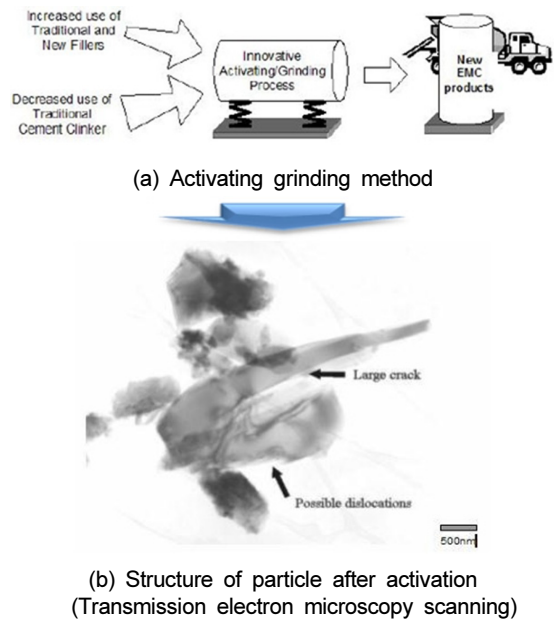 Increased use of
Traditional and
New Fillers
Decreased use of
Traditional
Cement Clinker
Innovative
Activating/Grinding
Process
New
EMC
products
(a) Activating grinding method
Large crack
Possible dislocations
500nm
(b) Structure of particle after activation
(Transmission electron microscopy scanning)